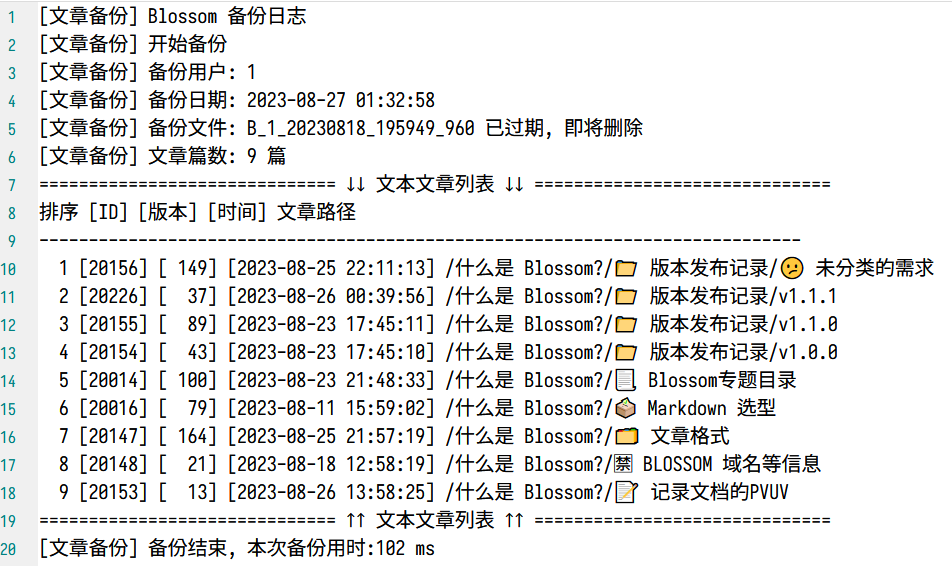 1 [文章备份] Blossom 备份日志
2 [文章备份] 开始备份
3 [文章备份] 备份用户: 1
4 [文章备份] 备份日期: 2023-08-27 01:32:58
5 [文章备份] 备份文件: B_1_20230818_195949_960 已过期, 即将删除
6 [文章备份] 文章篇数: 9 篇
7 ============================== ↓↓ 文本文章列表 ↓↓ ==============================
8 排序 [ID] [版本] [时间] 文章路径
9 -----------------------------------------------------------------------------
10 1 [20156] [ 149] [2023-08-25 22:11:13] /什么是 Blossom?/📁 版本发布记录/😕 未分类的需求
11 2 [20226] [ 37] [2023-08-26 00:39:56] /什么是 Blossom?/📁 版本发布记录/v1.1.1
12 3 [20155] [ 89] [2023-08-23 17:45:11] /什么是 Blossom?/📁 版本发布记录/v1.1.0
13 4 [20154] [ 43] [2023-08-23 17:45:10] /什么是 Blossom?/📁 版本发布记录/v1.0.0
14 5 [20014] [ 100] [2023-08-23 21:48:33] /什么是 Blossom?/📃 Blossom专题目录
15 6 [20016] [ 79] [2023-08-11 15:59:02] /什么是 Blossom?/🗳 Markdown 选型
16 7 [20147] [ 164] [2023-08-25 21:57:19] /什么是 Blossom?/🗂 文章格式
17 8 [20148] [ 21] [2023-08-18 12:58:19] /什么是 Blossom?/🈲 BLOSSOM 域名等信息
18 9 [20153] [ 13] [2023-08-26 13:58:25] /什么是 Blossom?/📝 记录文档的PVUV
19 ============================== ↑↑ 文本文章列表 ↑↑ ==============================
20 [文章备份] 备份结束, 本次备份用时:102 ms